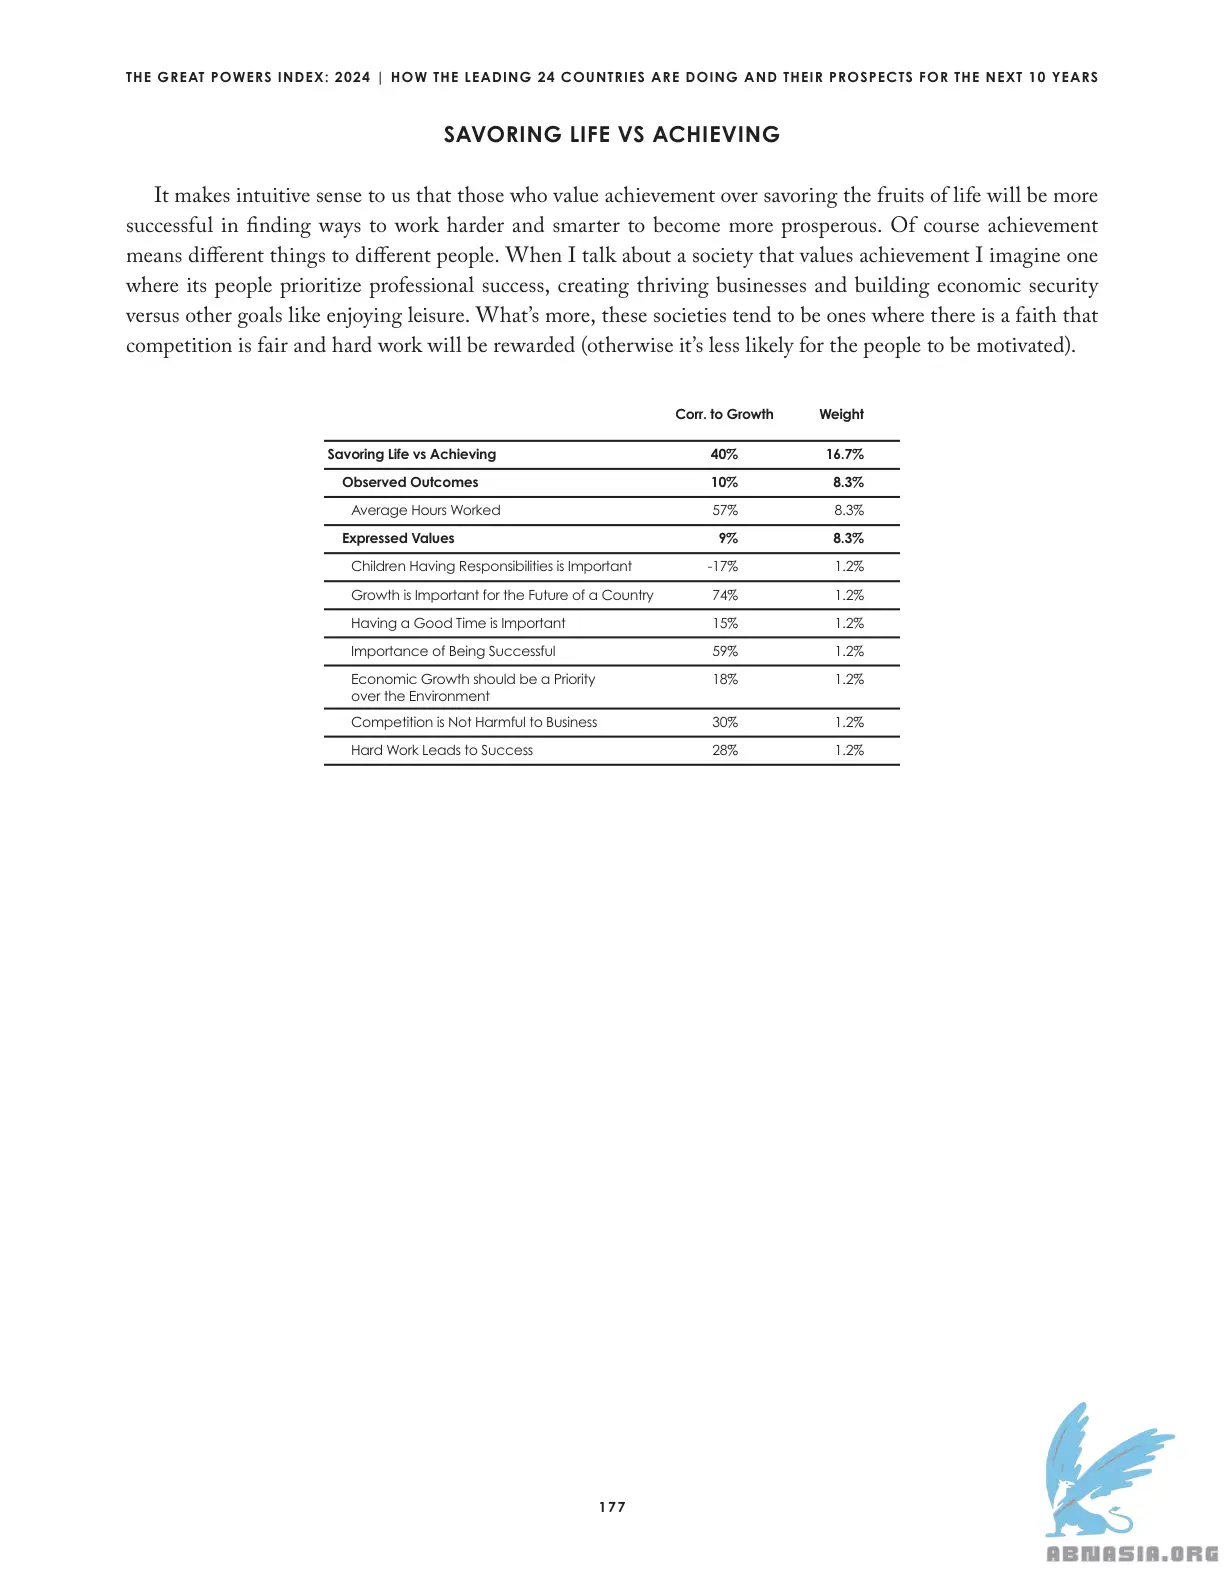 THE GREAT POWERS INDEX: 2024 | HOW THE LEADING 24 COUNTRIES ARE DOING AND THEIR PROSPECTS FOR THE NEXT 10 YEARS
SAVORING LIFE VS ACHIEVING
It makes intuitive sense to us that those who value achievement over savoring the fruits of life will be more
successful in finding ways to work harder and smarter to become more prosperous. Of course achievement
means different things to different people. When I talk about a society that values achievement I imagine one
where its people prioritize professional success, creating thriving businesses and building economic security
versus other goals like enjoying leisure. What’s more, these societies tend to be ones where there is a faith that
competition is fair and hard work will be rewarded (otherwise it’s less likely for the people to be motivated).
Corr. to Growth Weight
Savoring Life vs Achieving 40% 16.7%
Observed Outcomes 10% 8.3%
Average Hours Worked 57% 8.3%
Expressed Values 9% 8.3%
Children Having Responsibilities is Important -17% 1.2%
Growth is Important for the Future of a Country 74% 1.2%
Having a Good Time is Important 15% 1.2%
Importance of Being Successful 59% 1.2%
Economic Growth should be a Priority 18% 1.2%
over the Environment
Competition is Not Harmful to Business 30% 1.2%
Hard Work Leads to Success 28% 1.2%
177
ABNASIA.ORG